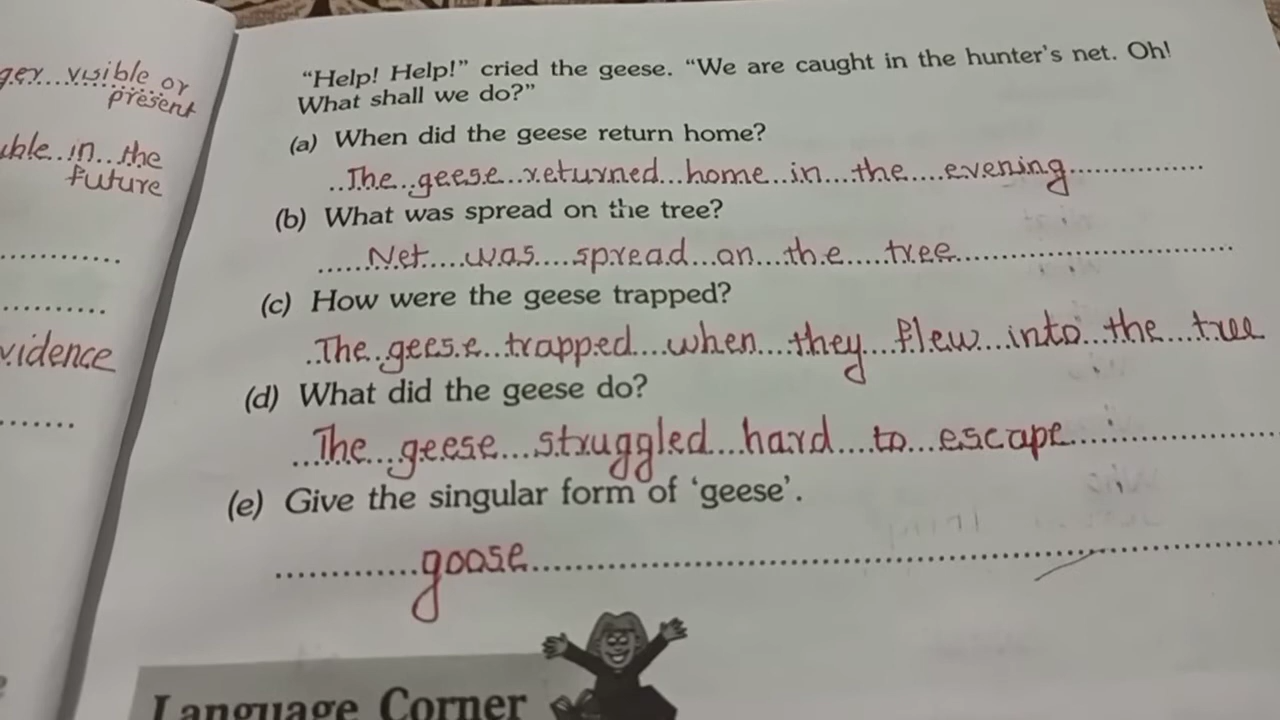 ger visible or
present
ible in the
future
vidence
"Help! Help!" cried the geese. "We are caught in the hunter's net. Oh!
What shall we do?"
(a) When did the geese return home?
The geese returned home in the evening
(b) What was spread on the tree?
Net was spread on the tree
(c) How were the geese trapped?
The geese trapped when they flew into the tree
(d) What did the geese do?
The geese struggled hard to escape
(e) Give the singular form of 'geese'.
goose
Language Corner